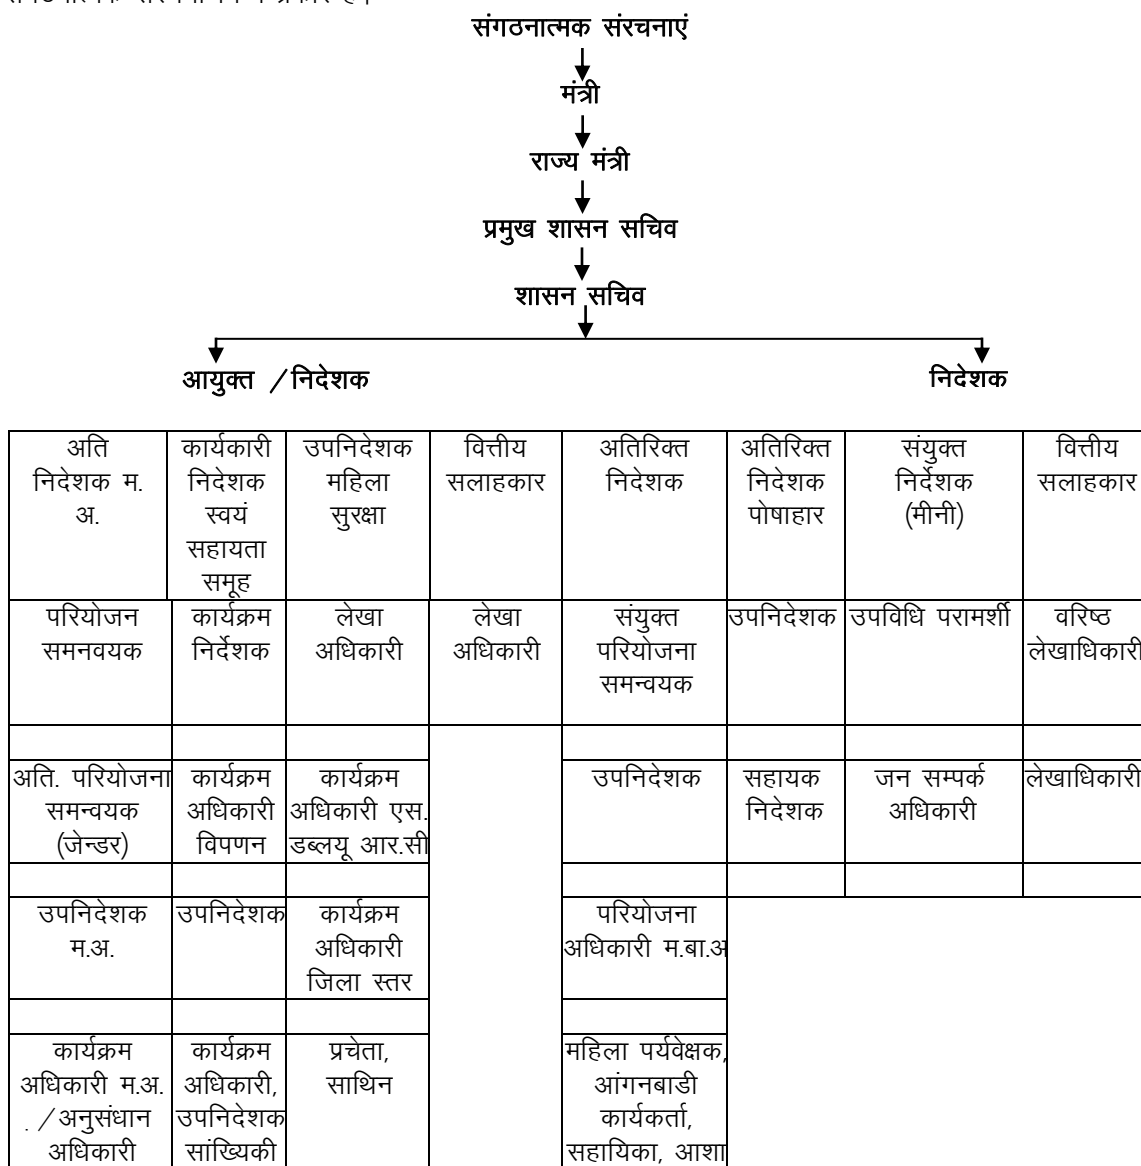 संगठनात्मक संरचनाएं
मंत्री
राज्य मंत्री
प्रमुख शासन सचिव
शासन सचिव
आयुक्त / निदेशक
निदेशक
अति
निदेशक म.
अ.
कार्यकारी
निदेशक
स्वयं
सहायता
समूह
उपनिदेशक
महिला
सुरक्षा
वित्तीय
सलाहकार
अतिरिक्त
निदेशक
अतिरिक्त
निदेशक
पोषाहार
संयुक्त
निर्देशक
(मीनी)
वित्तीय
सलाहकार
परियोजन
समनवयक
कार्यक्रम
निर्देशक
लेखा
अधिकारी
लेखा
अधिकारी
संयुक्त
परियोजना
समन्वयक
उपनिदेशक
उपविधि परामर्शी
वरिष्ठ
लेखाधिकारी
अति. परियोजना
समन्वयक
(जेन्डर)
कार्यक्रम
अधिकारी
विपणन
कार्यक्रम
अधिकारी एस.
डब्लयू आर.सी
उपनिदेशक
सहायक
निदेशक
जन सम्पर्क
अधिकारी
लेखाधिकारी
उपनिदेशक
म.अ.
उपनिदेशक
कार्यक्रम
अधिकारी
जिला स्तर
परियोजना
अधिकारी म.बा.अ
कार्यक्रम
अधिकारी म.अ.
. / अनुसंधान
अधिकारी
कार्यक्रम
अधिकारी,
उपनिदेशक
सांख्यिकी
प्रचेता,
साथिन
महिला पर्यवेक्षक,
आंगनबाडी
कार्यकर्ता,
सहायिका, आशा